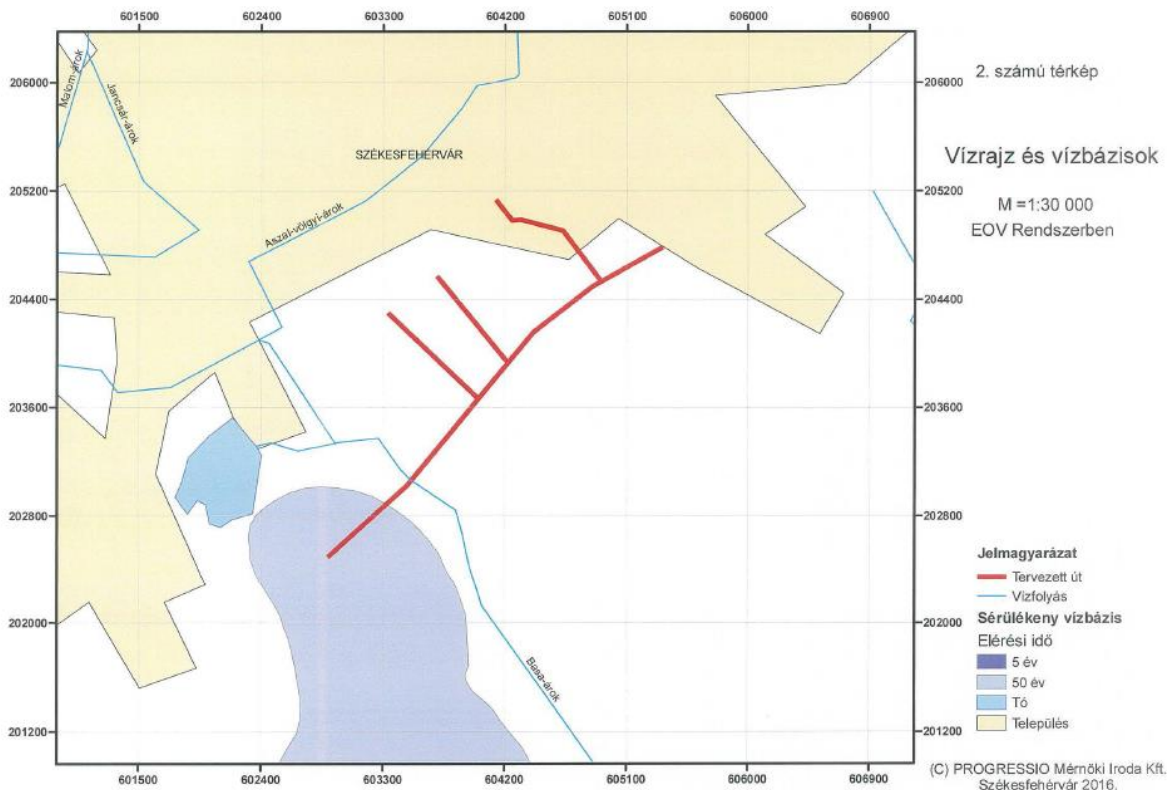 601500 602400 603300 604200 605100 606000 606900
206000 206000
205200 205200
204400 204400
203600 203600
202800 202800
202000 202000
201200 201200
601500 602400 603300 604200 605100 606000 606900
Malom-árok
Jancsár-árok
SZÉKESFEHÉRVÁR
Aszal-völgyi-árok
Basa-árok
2. számú térkép
Vízrajz és vízbázisok
M =1:30 000
EOV Rendszerben
Jelmagyarázat
Tervezett út
Vízfolyás
Sérülékeny vízbázis
Elérési idő
5 év
50 év
Tó
Település
(C) PROGRESSIO Mérnöki Iroda Kft.
Székesfehérvár 2016.